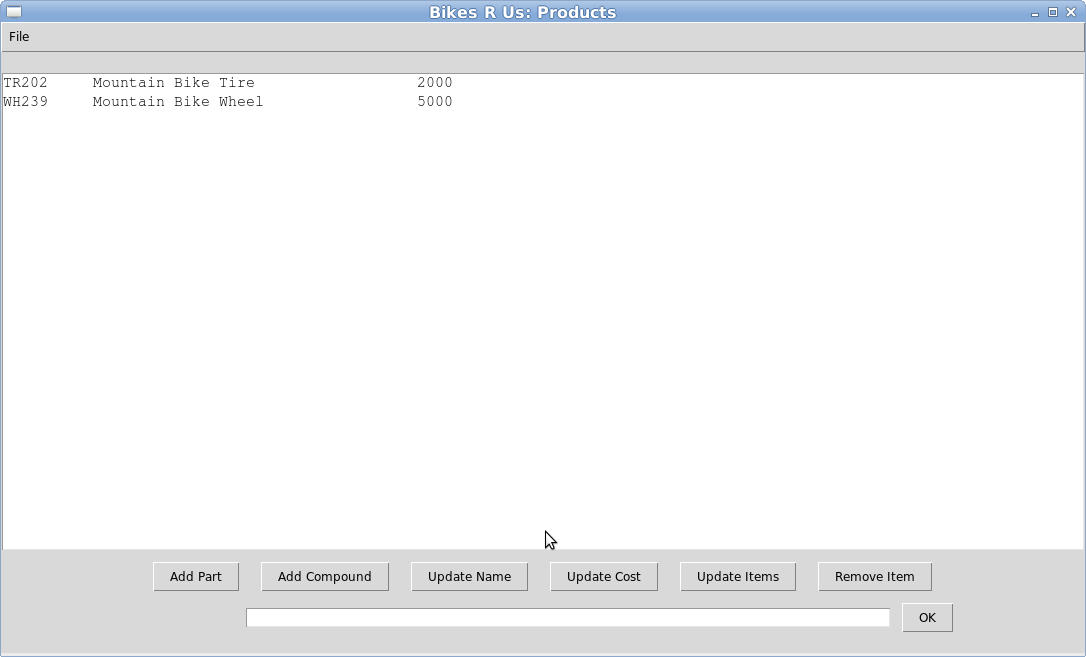 Bikes R Us: Products
File
TR202 Mountain Bike Tire 2000
WH239 Mountain Bike Wheel 5000
Add Part Add Compound Update Name Update Cost Update Items Remove Item
OK